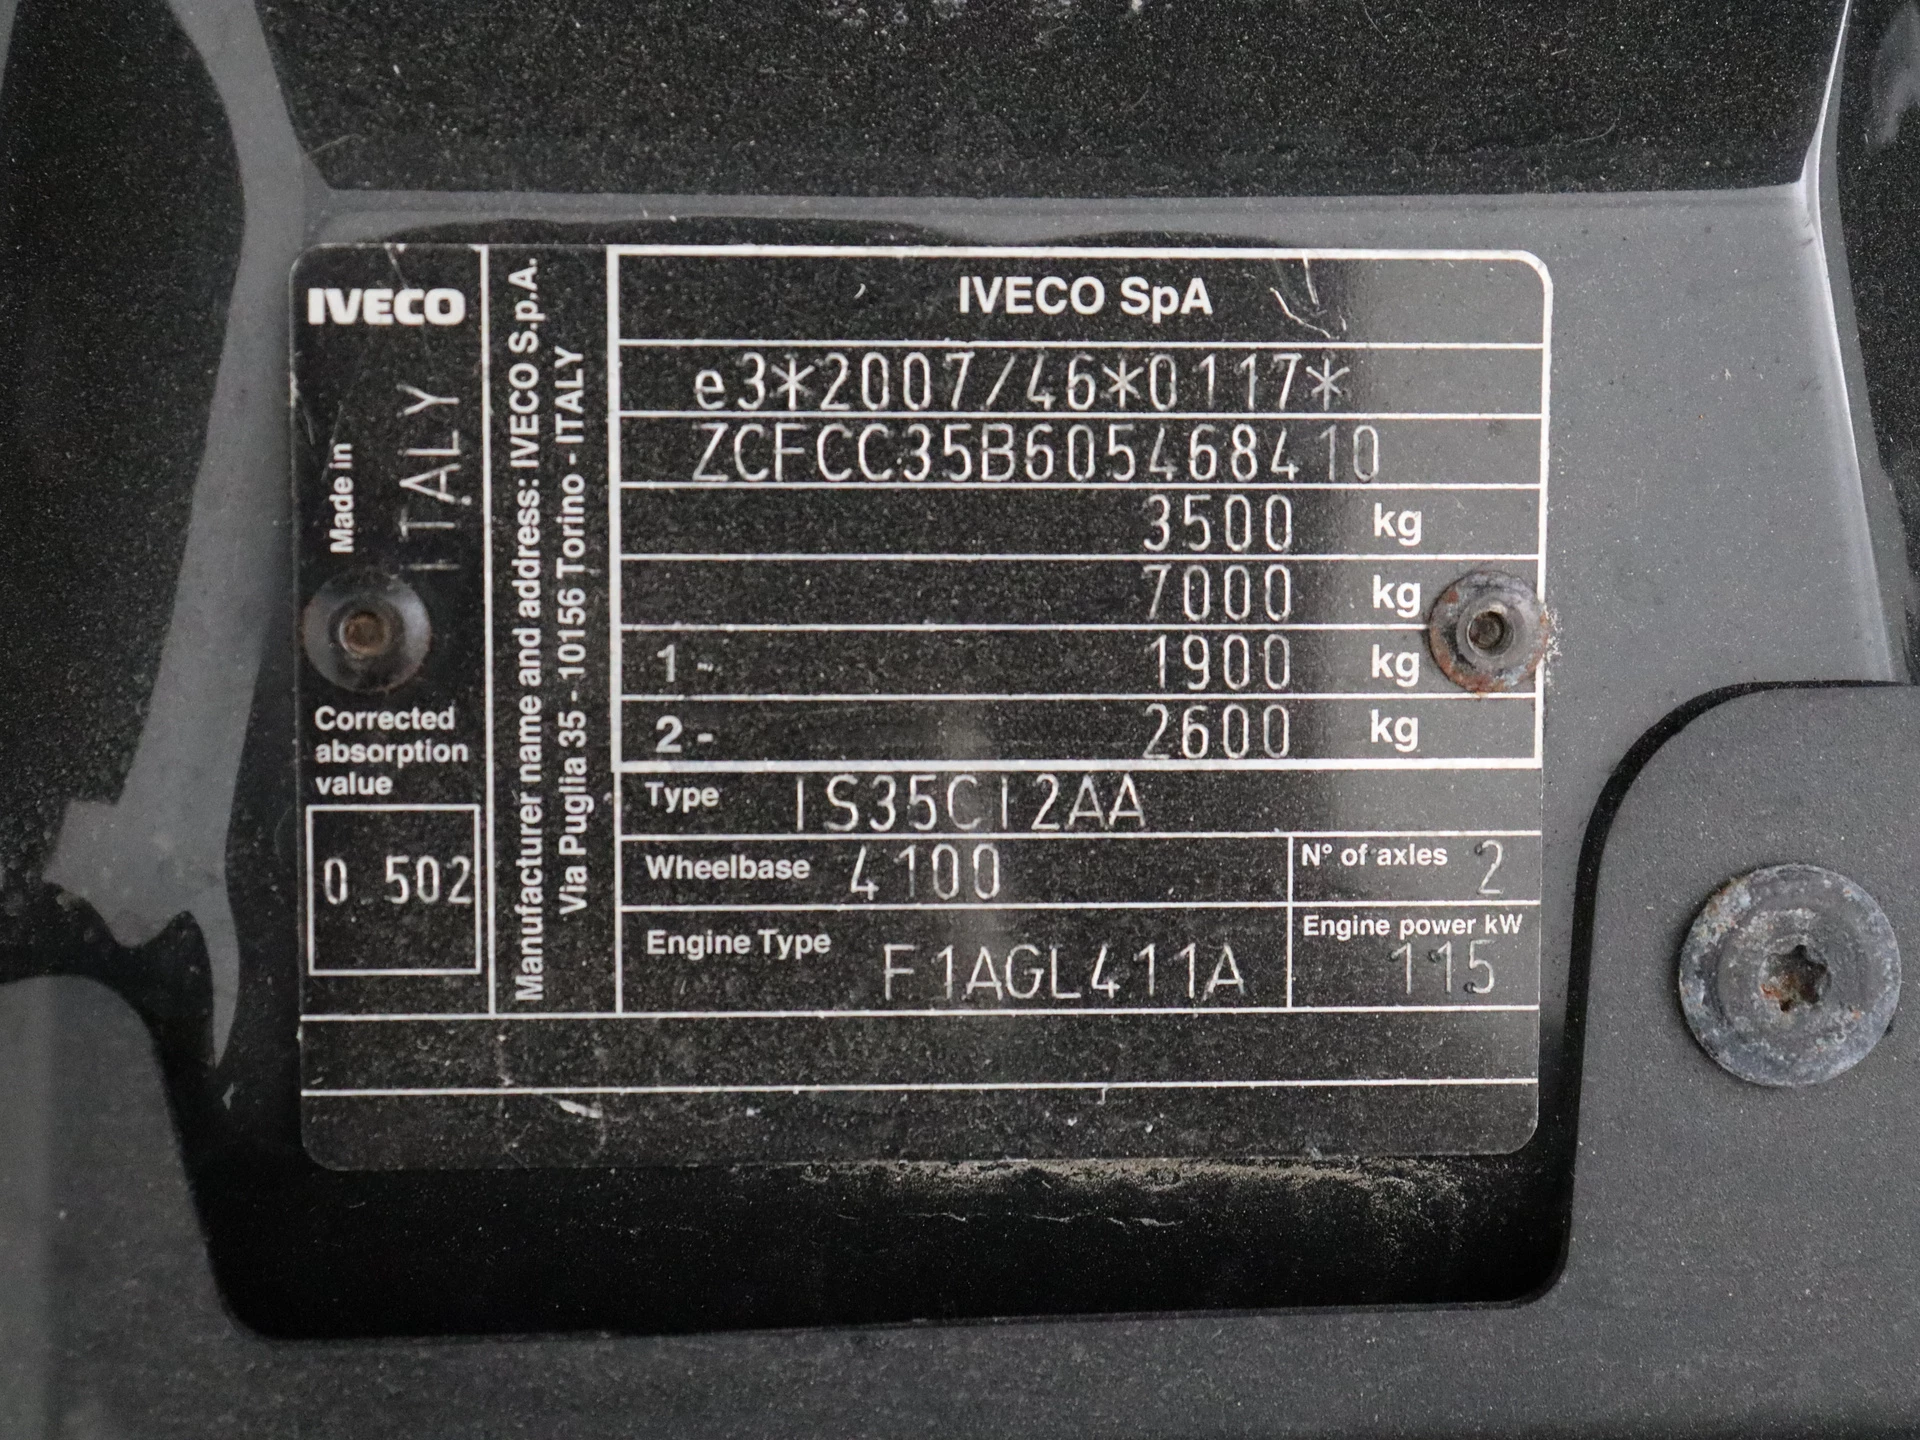 IVECO
Made in
ITALY
Corrected
absorption
value
0.502
Manufacturer name and address: IVECO S.p.A.
Via Puglia 35 - 10156 Torino - ITALY
IVECO SpA
e3*2007/46*0117*
ZCFCC35B605468410
3500 kg
7000 kg
1- 1900 kg
2- 2600 kg
Type IS35CI2AA
Wheelbase 4100
N° of axles 2
Engine Type F1AGL411A
Engine power kW
115